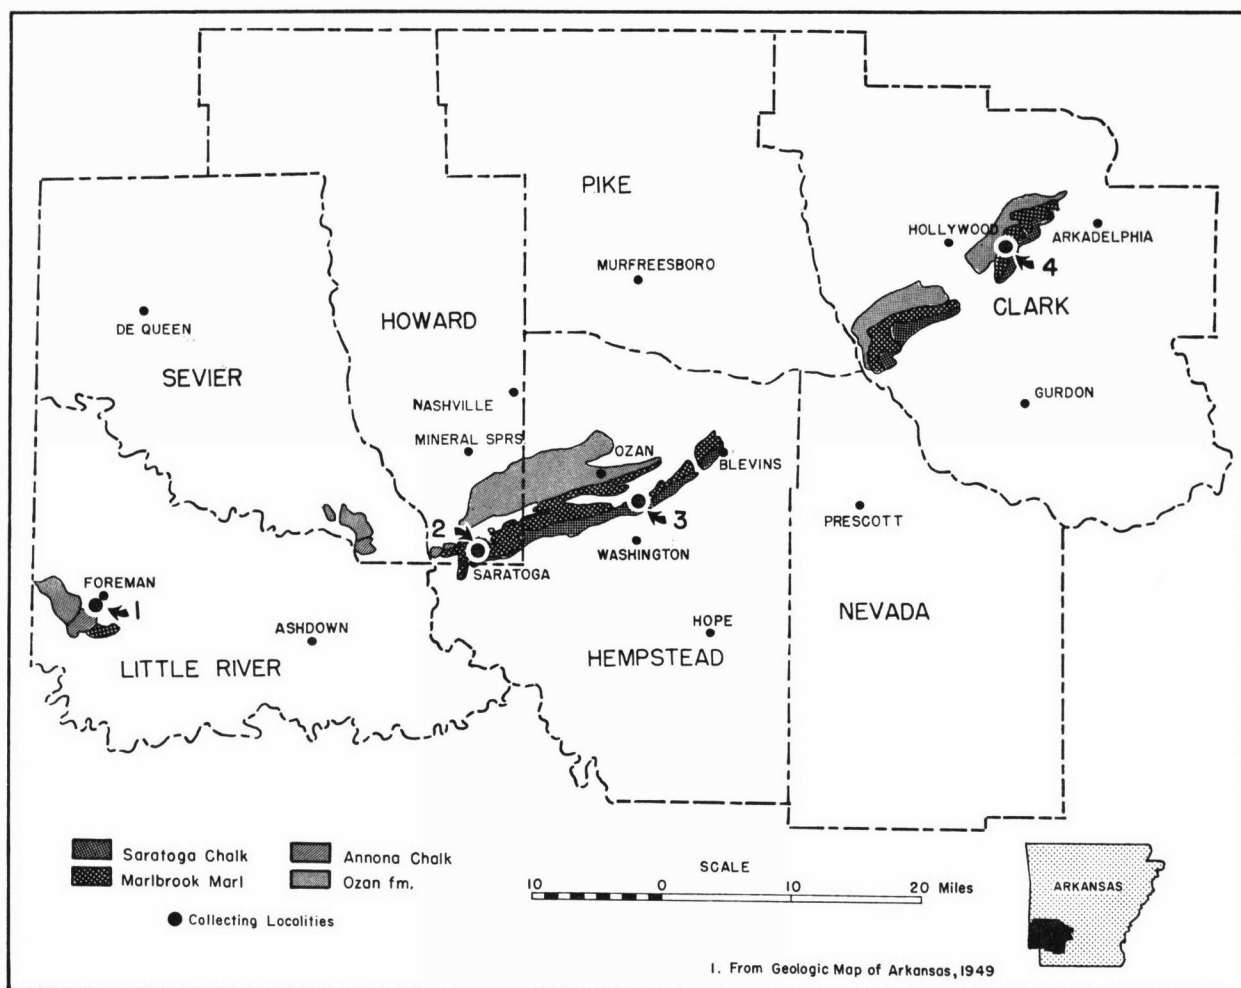 PIKE
HOLLYWOOD
ARKADELPHIA
4
MURFREESBORO
DE QUEEN
HOWARD
CLARK
SEVIER
NASHVILLE
GURDON
MINERAL SPRS
OZAN
BLEVINS
2
3
PRESCOTT
WASHINGTON
SARATOGA
FOREMAN
1
NEVADA
ASHDOWN
HOPE
LITTLE RIVER
HEMPSTEAD
Saratoga Chalk
Annona Chalk
Marlbrook Marl
Ozan fm.
Collecting Locolities
SCALE
10 0 10 20 Miles
ARKANSAS
1. From Geologic Map of Arkansas, 1949